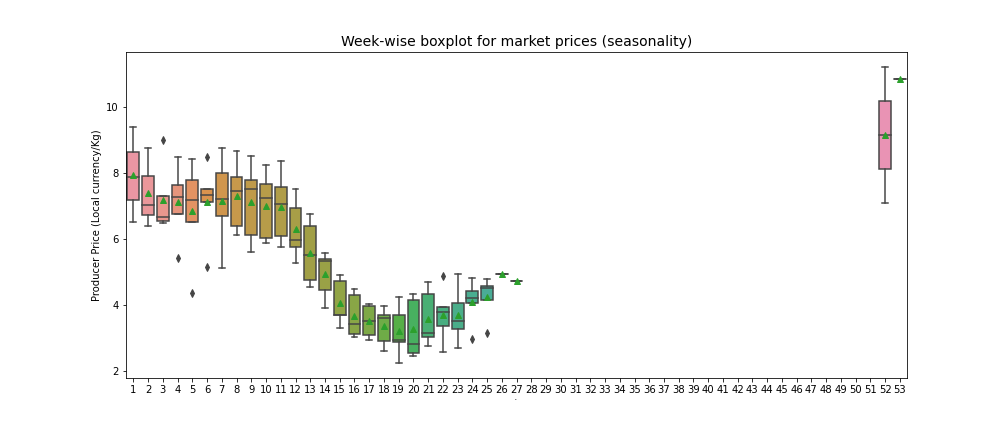 Week-wise boxplot for market prices (seasonality)
Producer Price (Local currency/Kg)
10
8
6
4
2
1 2 3 4 5 6 7 8 9 10 11 12 13 14 15 16 17 18 19 20 21 22 23 24 25 26 27 28 29 30 31 32 33 34 35 36 37 38 39 40 41 42 43 44 45 46 47 48 49 50 51 52 53
.